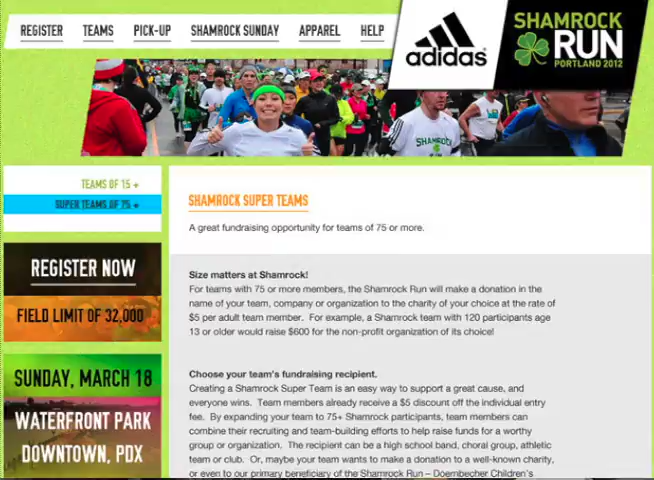 REGISTER TEAMS PICK-UP SHAMROCK SUNDAY APPAREL HELP
adidas
SHAMROCK
RUN
PORTLAND 2012
SHAMROCK
TEAMS OF 15 +
SUPER TEAMS OF 75 +
REGISTER NOW
FIELD LIMIT OF 32,000
SUNDAY, MARCH 18
WATERFRONT PARK
DOWNTOWN, PDX
SHAMROCK SUPER TEAMS
A great fundraising opportunity for teams of 75 or more.
Size matters at Shamrock!
For teams with 75 or more members, the Shamrock Run will make a donation in the
name of your team, company or organization to the charity of your choice at the rate of
$5 per adult team member. For example, a Shamrock team with 120 participants age
13 or older would raise $600 for the non-profit organization of its choice!
Choose your team's fundraising recipient.
Creating a Shamrock Super Team is an easy way to support a great cause, and
everyone wins. Team members already receive a $5 discount off the individual entry
fee. By expanding your team to 75+ Shamrock participants, team members can
combine their recruiting and team-building efforts to help raise funds for a worthy
group or organization. The recipient can be a high school band, choral group, athletic
team or club. Or, maybe your team wants to make a donation to a well-known charity,
or even to our primary beneficiary of the Shamrock Run – Doernbecher Children's